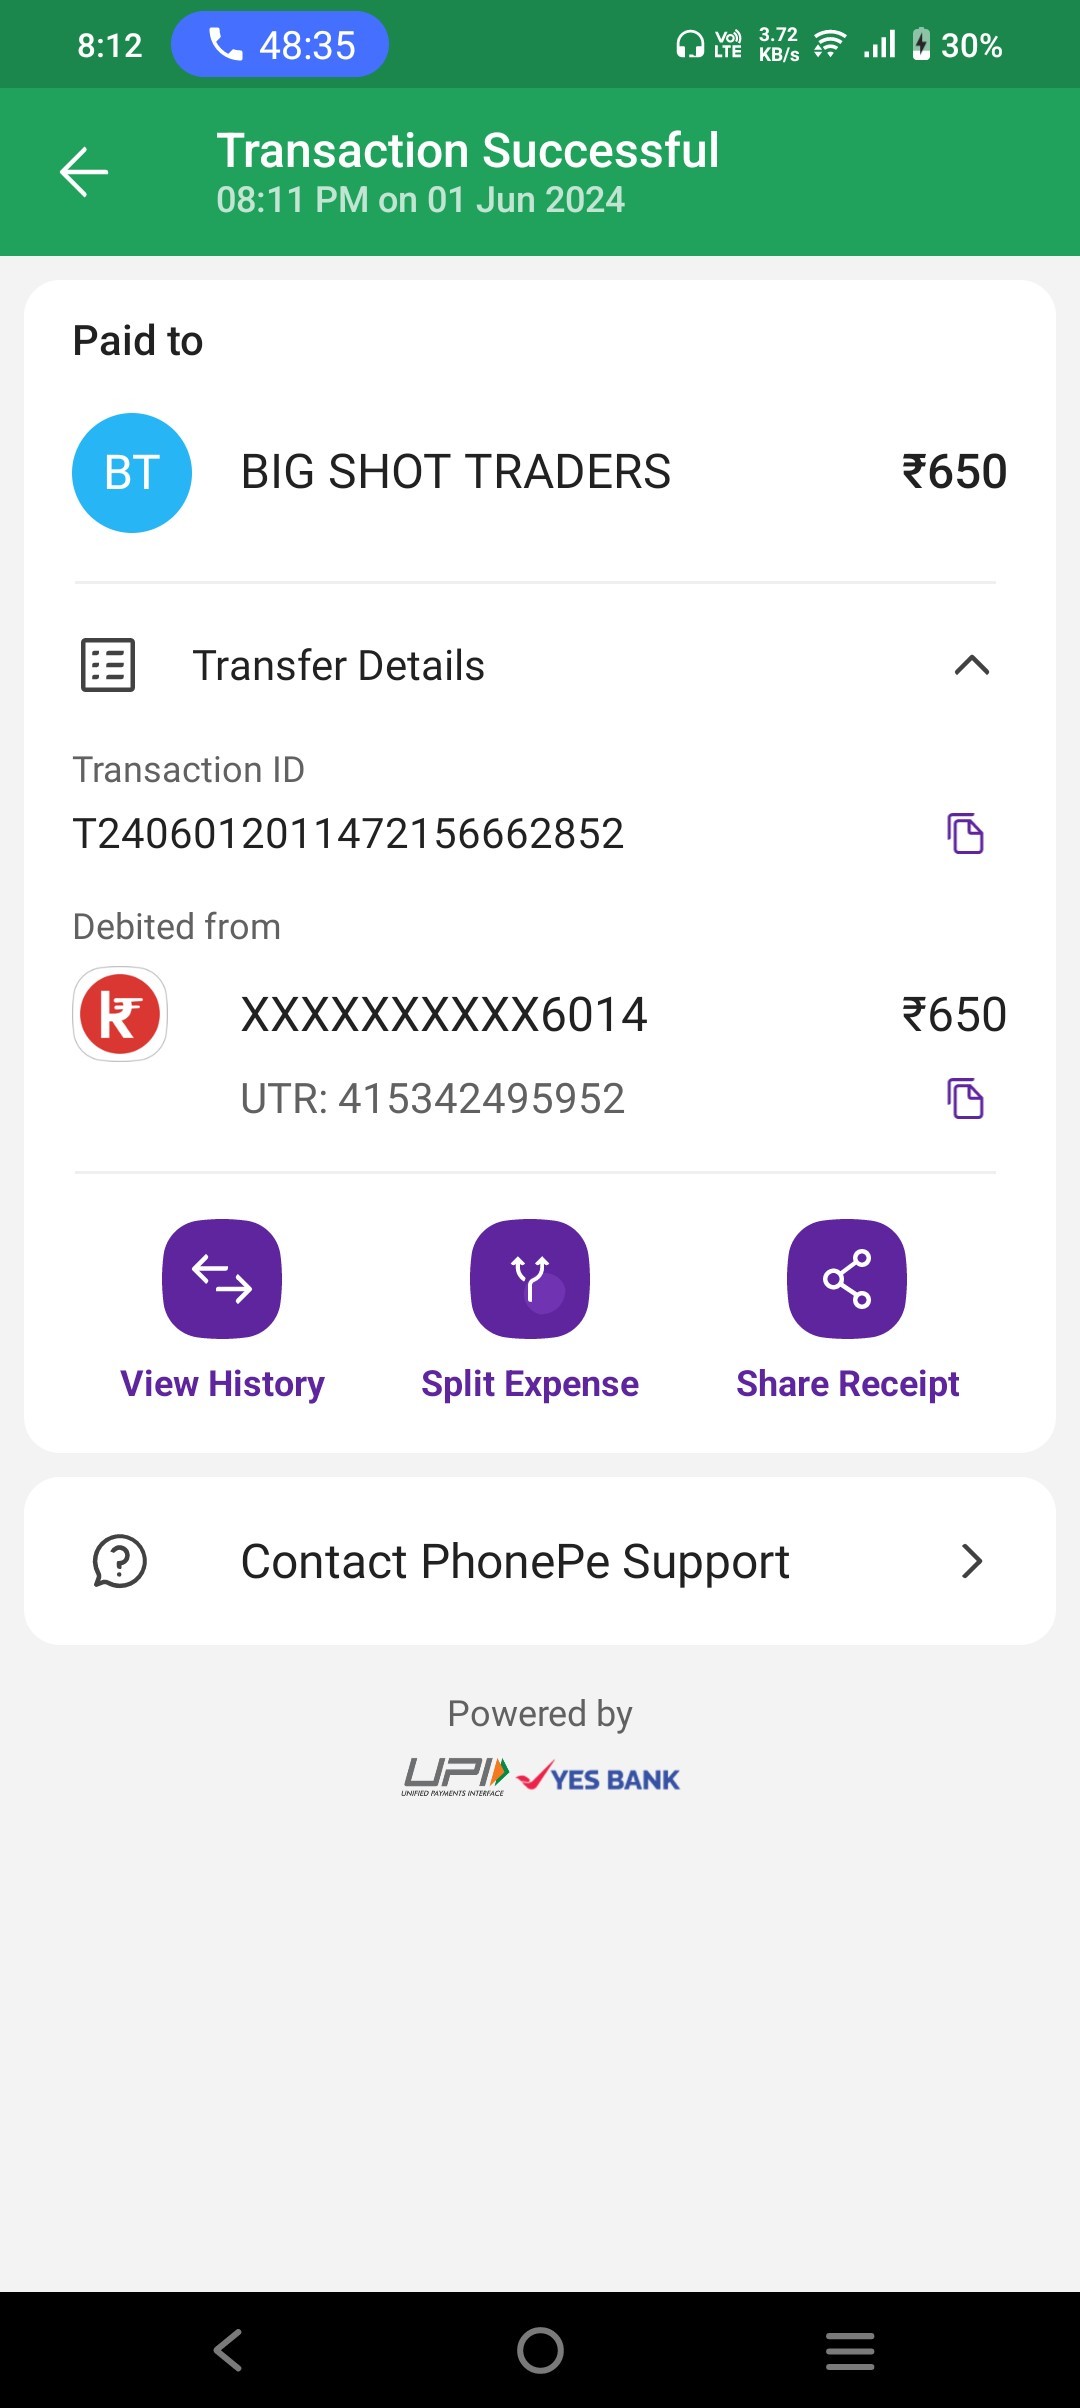 8:12 48:35 Vo)) LTE 3.72 KB/s 30%
Transaction Successful
08:11 PM on 01 Jun 2024
Paid to
BT BIG SHOT TRADERS ₹650
Transfer Details
Transaction ID
T2406012011472156662852
Debited from
XXXXXXXXXX6014 ₹650
UTR: 415342495952
View History Split Expense Share Receipt
Contact PhonePe Support
Powered by
UPI YES BANK
UNIFIED PAYMENTS INTERFACE